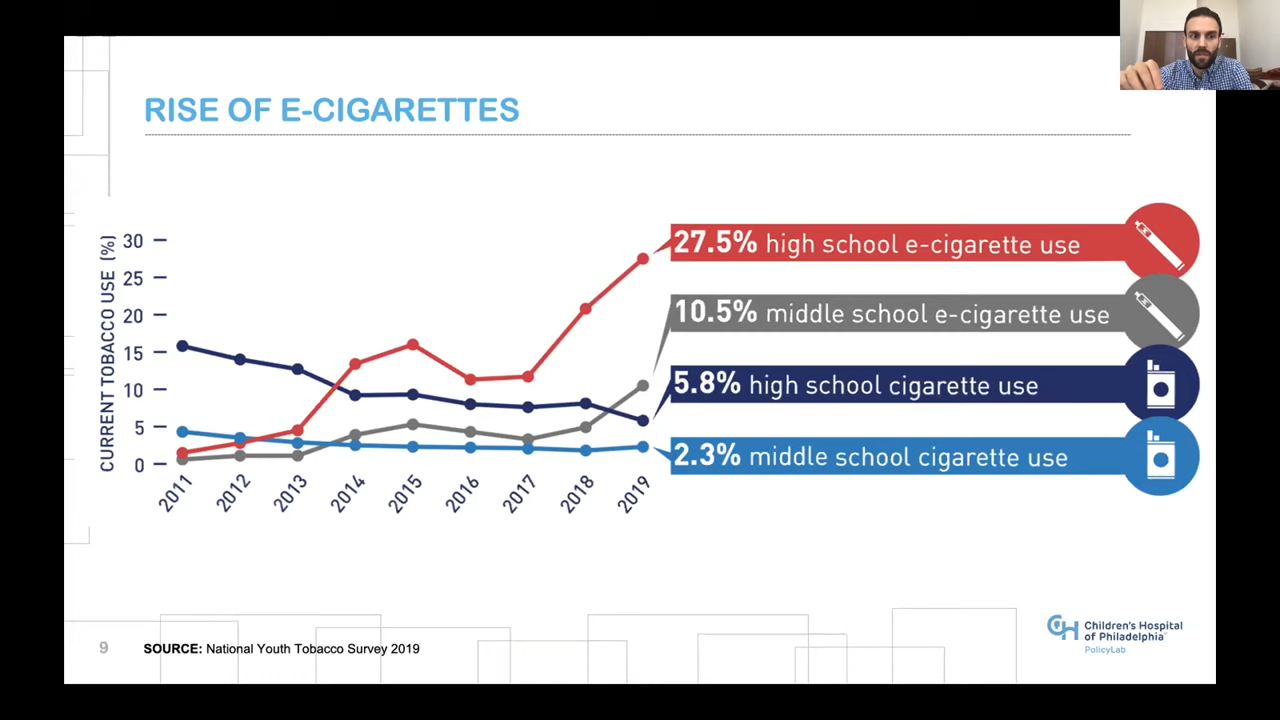 RISE OF E-CIGARETTES
CURRENT TOBACCO USE (%)
30
25
20
15
10
5
0
2011
2012
2013
2014
2015
2016
2017
2018
2019
27.5% high school e-cigarette use
10.5% middle school e-cigarette use
5.8% high school cigarette use
2.3% middle school cigarette use
9
SOURCE: National Youth Tobacco Survey 2019
CH
Children's Hospital
of Philadelphia™
PolicyLab